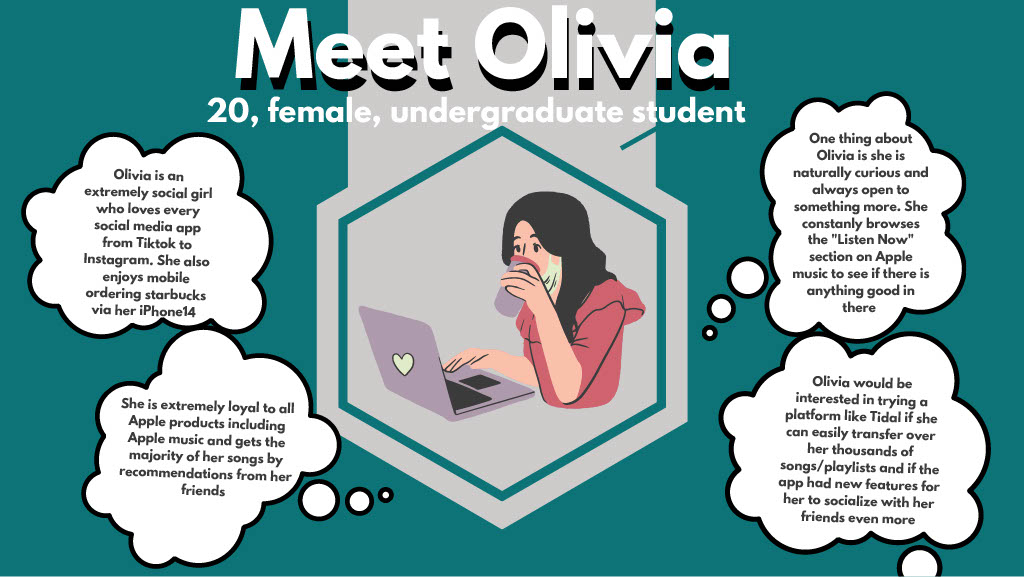 Meet Olivia
20, female, undergraduate student
Olivia is an
extremely social girl
who loves every
social media app
from Tiktok to
Instagram. She also
enjoys mobile
ordering starbucks
via her iPhone14
She is extremely loyal to all
Apple products including
Apple music and gets the
majority of her songs by
recommendations from her
friends
One thing about
Olivia is she is
naturally curious and
always open to
something more. She
constanly browses
the "Listen Now"
section on Apple
music to see if there is
anything good in
there
Olivia would be
interested in trying a
platform like Tidal if she
can easily transfer over
her thousands of
songs/playlists and if the
app had new features for
her to socialize with her
friends even more